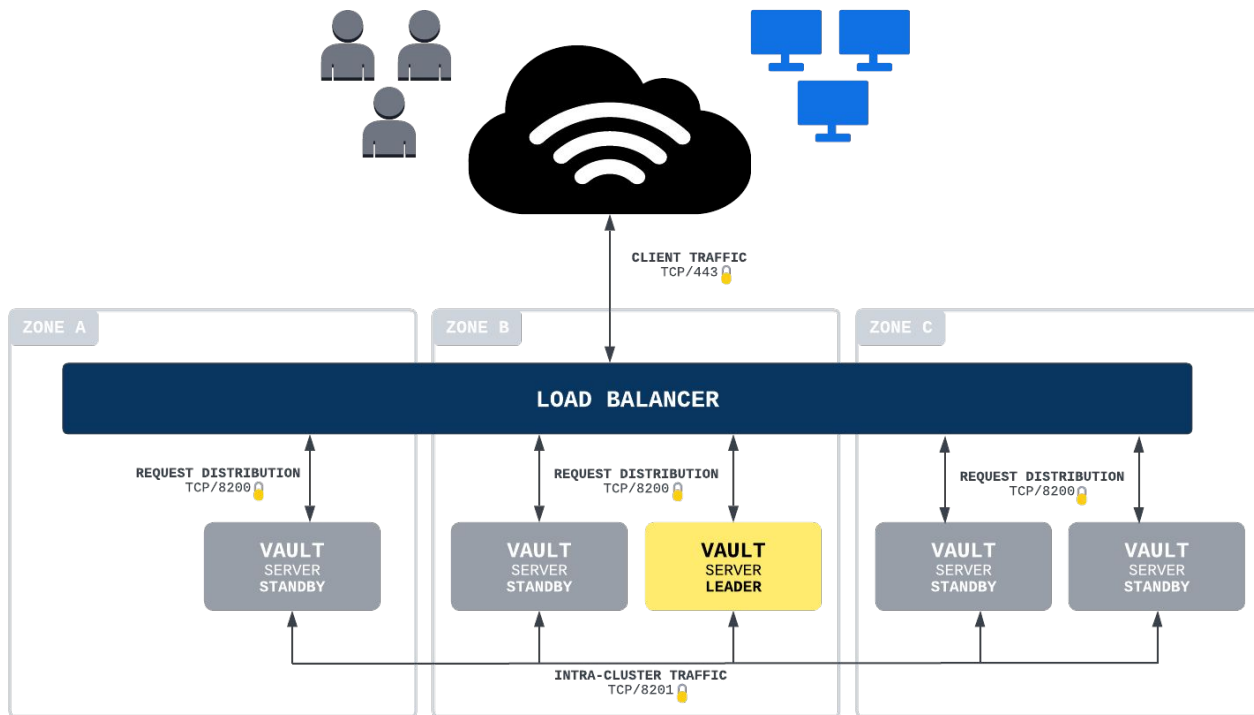 CLIENT TRAFFIC
TCP/443
ZONE A
ZONE B
ZONE C
LOAD BALANCER
REQUEST DISTRIBUTION
TCP/8200
REQUEST DISTRIBUTION
TCP/8200
REQUEST DISTRIBUTION
TCP/8200
VAULT
SERVER
STANDBY
VAULT
SERVER
STANDBY
VAULT
SERVER
LEADER
VAULT
SERVER
STANDBY
VAULT
SERVER
STANDBY
INTRA-CLUSTER TRAFFIC
TCP/8201